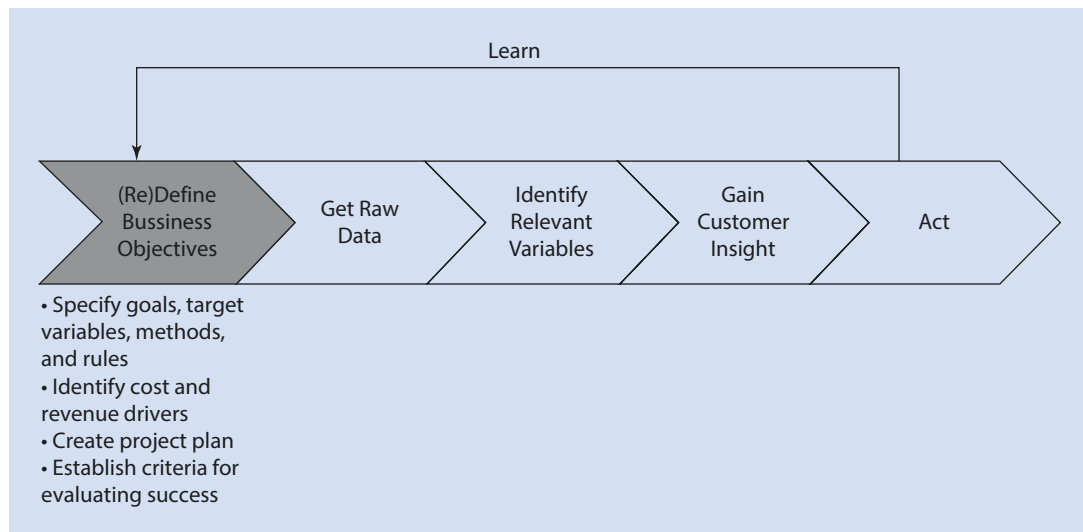 Learn
(Re)Define
Bussiness
Objectives
Get Raw
Data
Identify
Relevant
Variables
Gain
Customer
Insight
Act
• Specify goals, target
variables, methods,
and rules
• Identify cost and
revenue drivers
• Create project plan
• Establish criteria for
evaluating success